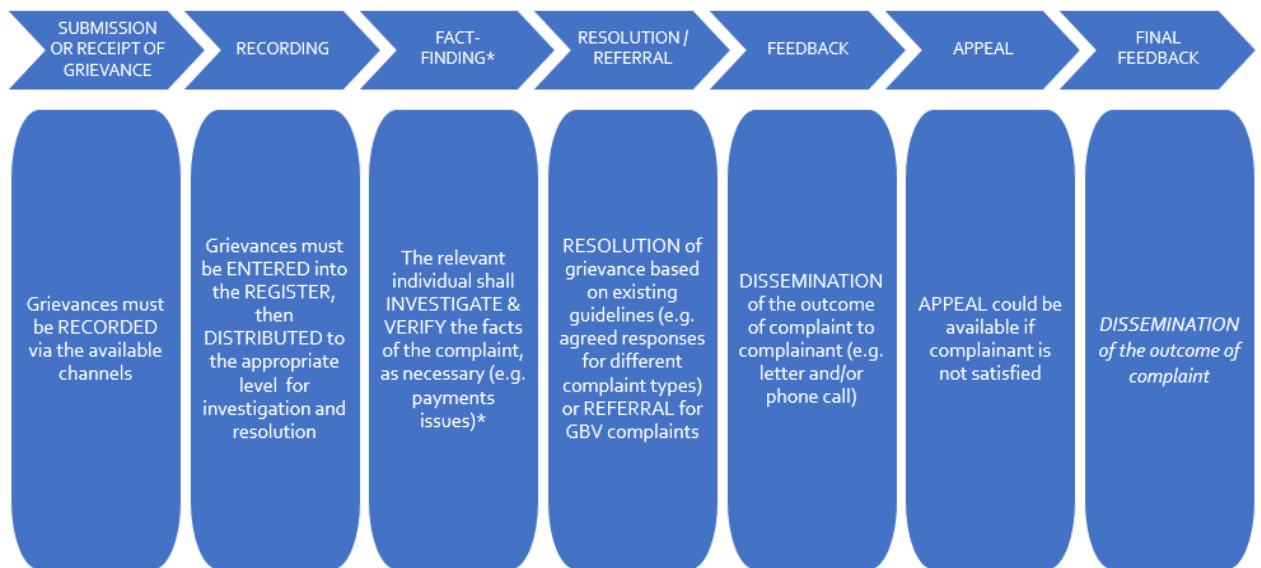 SUBMISSION
OR RECEIPT OF
GRIEVANCE
RECORDING
FACT-
FINDING*
RESOLUTION /
REFERRAL
FEEDBACK
APPEAL
FINAL
FEEDBACK
Grievances must
be RECORDED
via the available
channels
Grievances must
be ENTERED into
the REGISTER,
then
DISTRIBUTED to
the appropriate
level for
investigation and
resolution
The relevant
individual shall
INVESTIGATE &
VERIFY the facts
of the complaint,
as necessary (e.g.
payments
issues)*
RESOLUTION of
grievance based
on existing
guidelines (e.g.
agreed responses
for different
complaint types)
or REFERRAL for
GBV complaints
DISSEMINATION
of the outcome
of complaint to
complainant (e.g.
letter and/or
phone call)
APPEAL could be
available if
complainant is
not satisfied
DISSEMINATION
of the outcome of
complaint